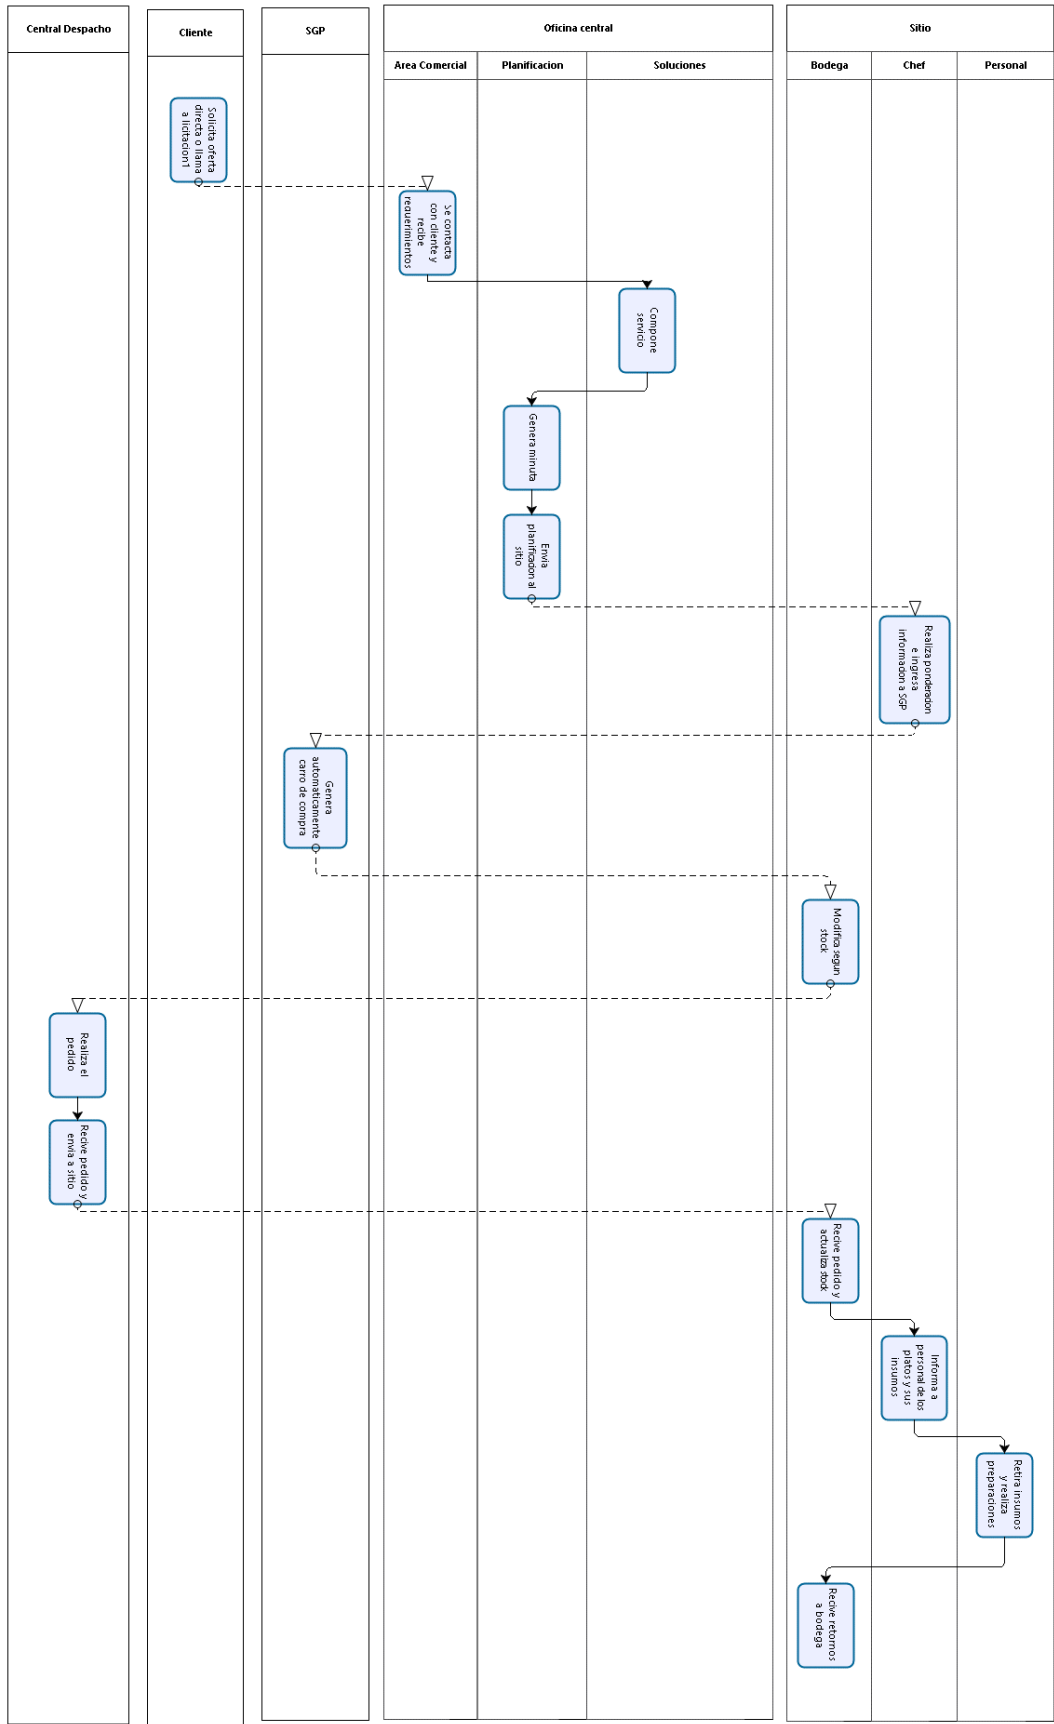 Central Despacho
Cliente
SGP
Oficina central
Sitio
Area Comercial
Planificacion
Soluciones
Bodega
Chef
Personal
Solicita oferta
directa o llama
a licitacion1
Se contacta
con cliente y
recibe
requerimientos
Compone
servicio
Genera minuta
Envia
planificacion al
sitio
Realiza ponderacion
e ingresa
informacion a SGP
Genera
automaticamente
carro de compra
Modifica segun
stock
Realiza el
pedido
Recive pedido y
envia a sitio
Recive pedido y
actualiza stock
Informa a
personal de los
platos y sus
insumos
Retira insumos
y realiza
preparaciones
Recive retornos
a bodega